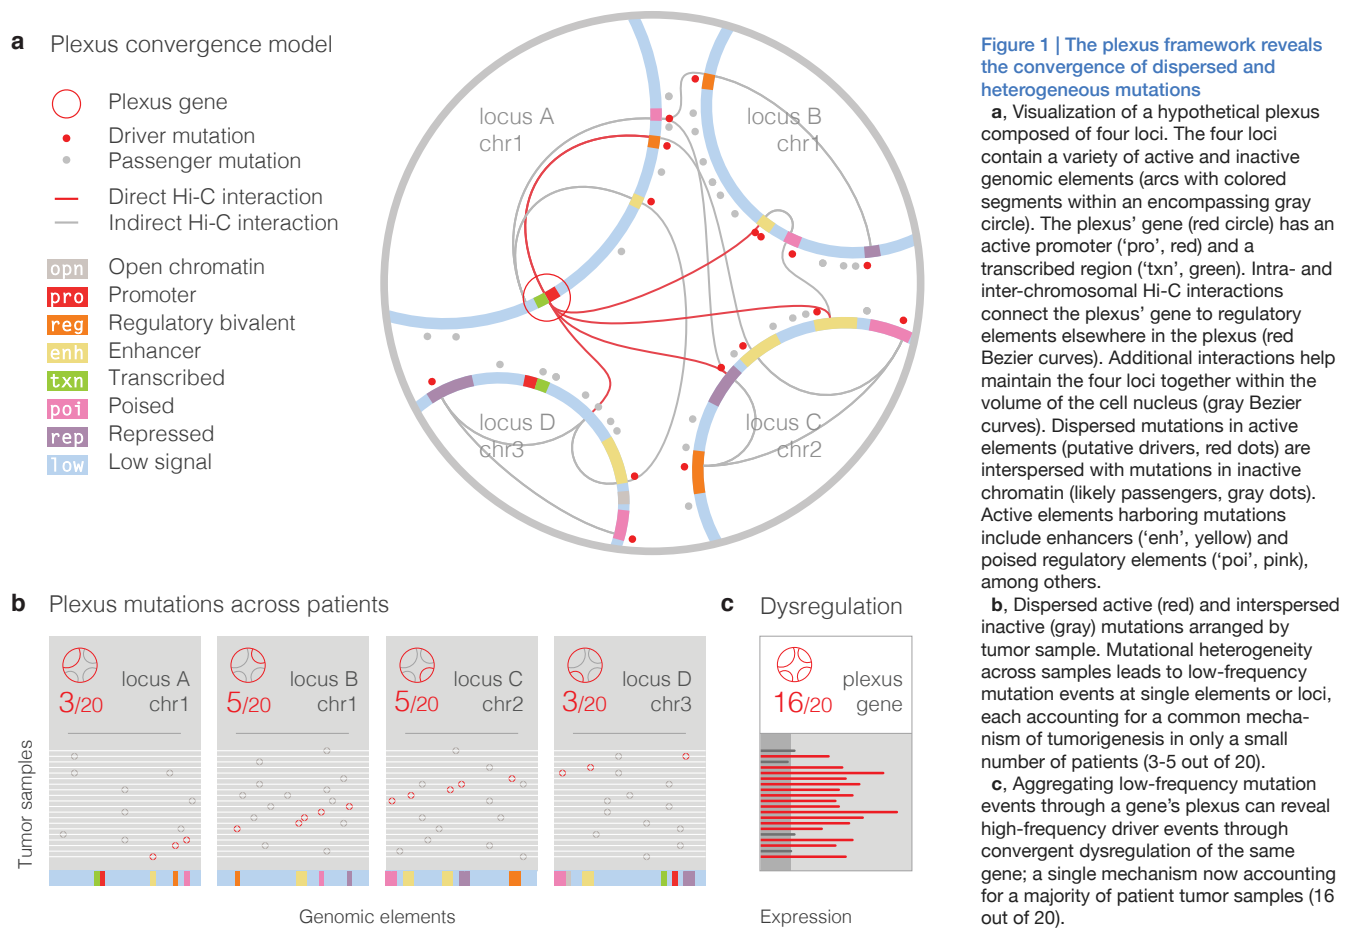 a Plexus convergence model
Plexus gene
Driver mutation
Passenger mutation
Direct Hi-C interaction
Indirect Hi-C interaction
opn Open chromatin
pro Promoter
reg Regulatory bivalent
enh Enhancer
txn Transcribed
poi Poised
rep Repressed
low Low signal
locus A
chr1
locus B
chr1
locus C
chr2
locus D
chr3
Figure 1 | The plexus framework reveals
the convergence of dispersed and
heterogeneous mutations
a, Visualization of a hypothetical plexus
composed of four loci. The four loci
contain a variety of active and inactive
genomic elements (arcs with colored
segments within an encompassing gray
circle). The plexus’ gene (red circle) has an
active promoter (‘pro’, red) and a
transcribed region (‘txn’, green). Intra- and
inter-chromosomal Hi-C interactions
connect the plexus’ gene to regulatory
elements elsewhere in the plexus (red
Bezier curves). Additional interactions help
maintain the four loci together within the
volume of the cell nucleus (gray Bezier
curves). Dispersed mutations in active
elements (putative drivers, red dots) are
interspersed with mutations in inactive
chromatin (likely passengers, gray dots).
Active elements harboring mutations
include enhancers (‘enh’, yellow) and
poised regulatory elements (‘poi’, pink),
among others.
b, Dispersed active (red) and interspersed
inactive (gray) mutations arranged by
tumor sample. Mutational heterogeneity
across samples leads to low-frequency
mutation events at single elements or loci,
each accounting for a common mecha-
nism of tumorigenesis in only a small
number of patients (3-5 out of 20).
c, Aggregating low-frequency mutation
events through a gene’s plexus can reveal
high-frequency driver events through
convergent dysregulation of the same
gene; a single mechanism now accounting
for a majority of patient tumor samples (16
out of 20).
b Plexus mutations across patients
3/20
locus A
chr1
5/20
locus B
chr1
5/20
locus C
chr2
3/20
locus D
chr3
Tumor samples
Genomic elements
c Dysregulation
16/20
plexus
gene
Expression